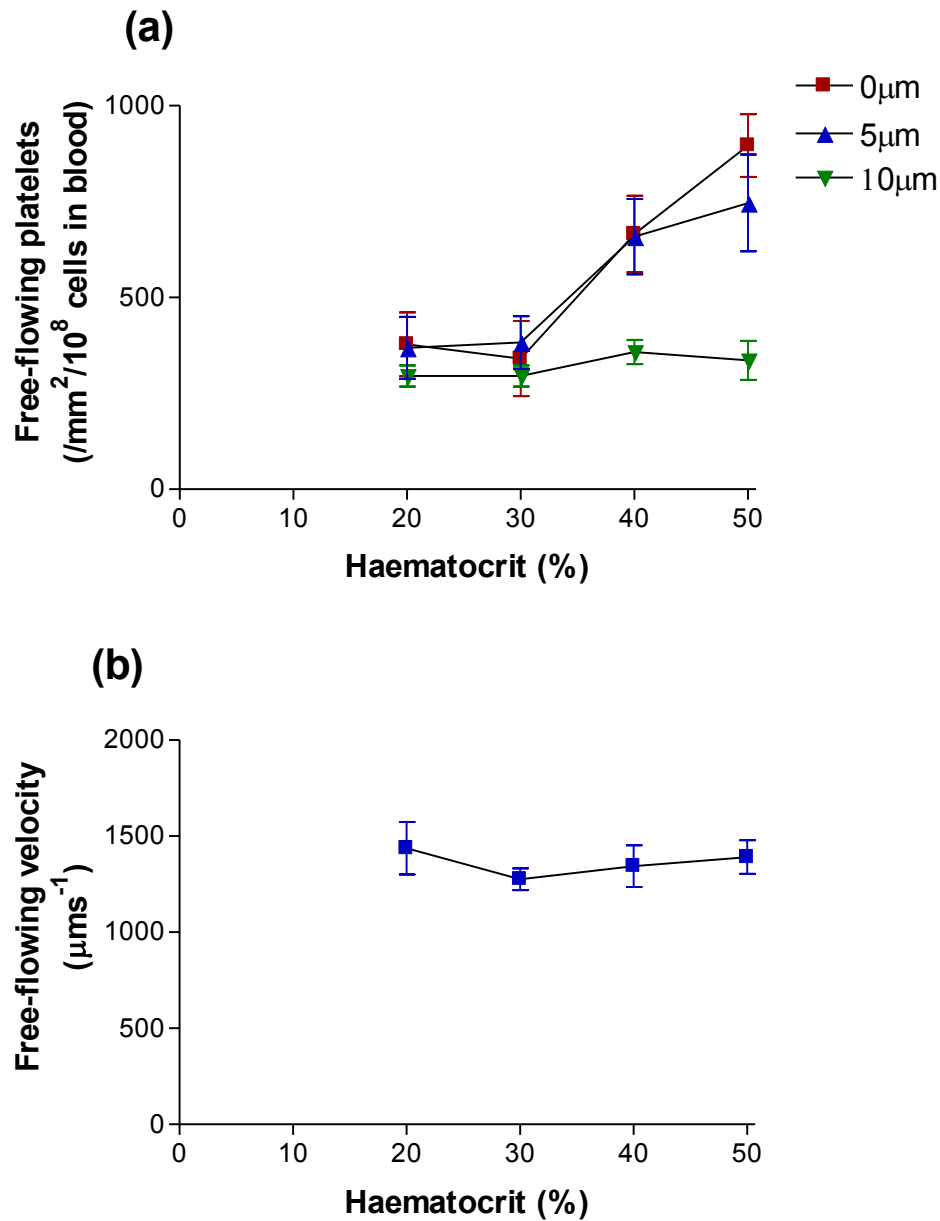 (a)
Free-flowing platelets
(/mm²/10⁸ cells in blood)
1000
500
0
0 10 20 30 40 50
Haematocrit (%)
0μm
5μm
10μm
(b)
Free-flowing velocity
(μms⁻¹)
2000
1500
1000
500
0
0 10 20 30 40 50
Haematocrit (%)